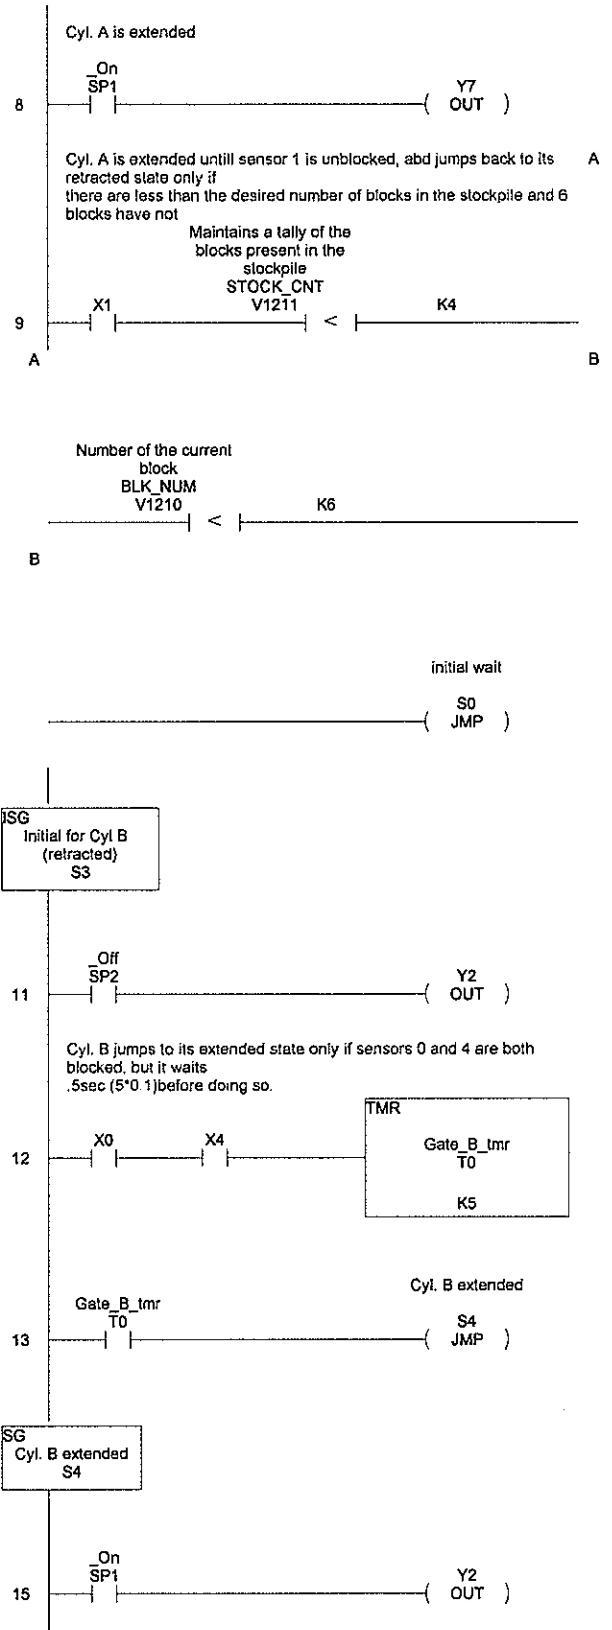 Cyl. A is extended
_On
SP1
Y7
8
OUT
Cyl. A is extended untill sensor 1 is unblocked, abd jumps back to its
A
retracted state only if
there are less than the desired number of blocks in the stockpile and 6
blocks have not
Maintains a tally of the
blocks present in the
stockpile
STOCK_CNT
X1
V1211
K4
9
<
A
B
Number of the current
block
BLK_NUM
V1210
K6
<
B
initial wait
S0
JMP
ISG
Initial for Cyl B
(retracted)
S3
_Off
SP2
Y2
11
OUT
Cyl. B jumps to its extended state only if sensors 0 and 4 are both
blocked, but it waits
.5sec (5*0.1)before doing so.
TMR
X0
X4
Gate_B_tmr
12
T0
K5
Cyl. B extended
Gate_B_tmr
T0
S4
13
JMP
SG
Cyl. B extended
S4
_On
SP1
Y2
15
OUT